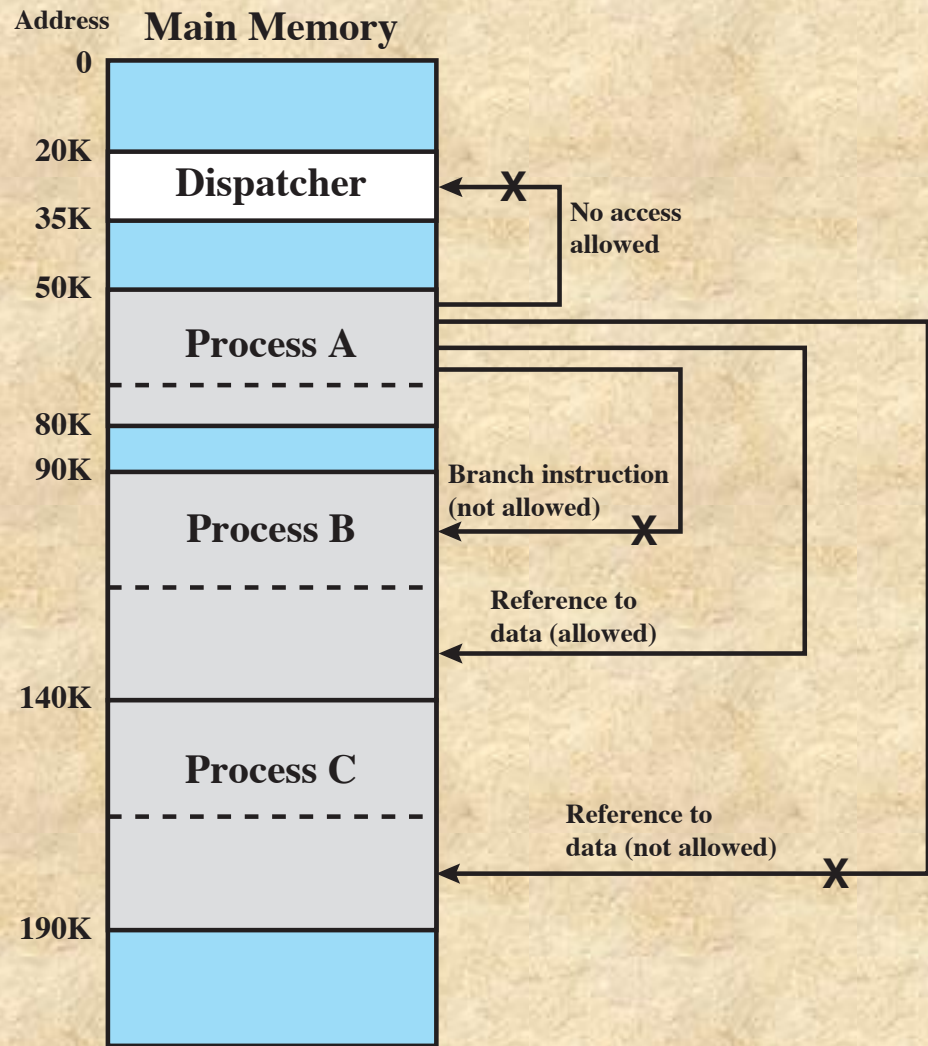 Address
Main Memory
0
20K
Dispatcher
X
35K
No access
allowed
50K
Process A
80K
90K
Branch instruction
(not allowed)
X
Process B
Reference to
data (allowed)
140K
Process C
Reference to
data (not allowed)
X
190K